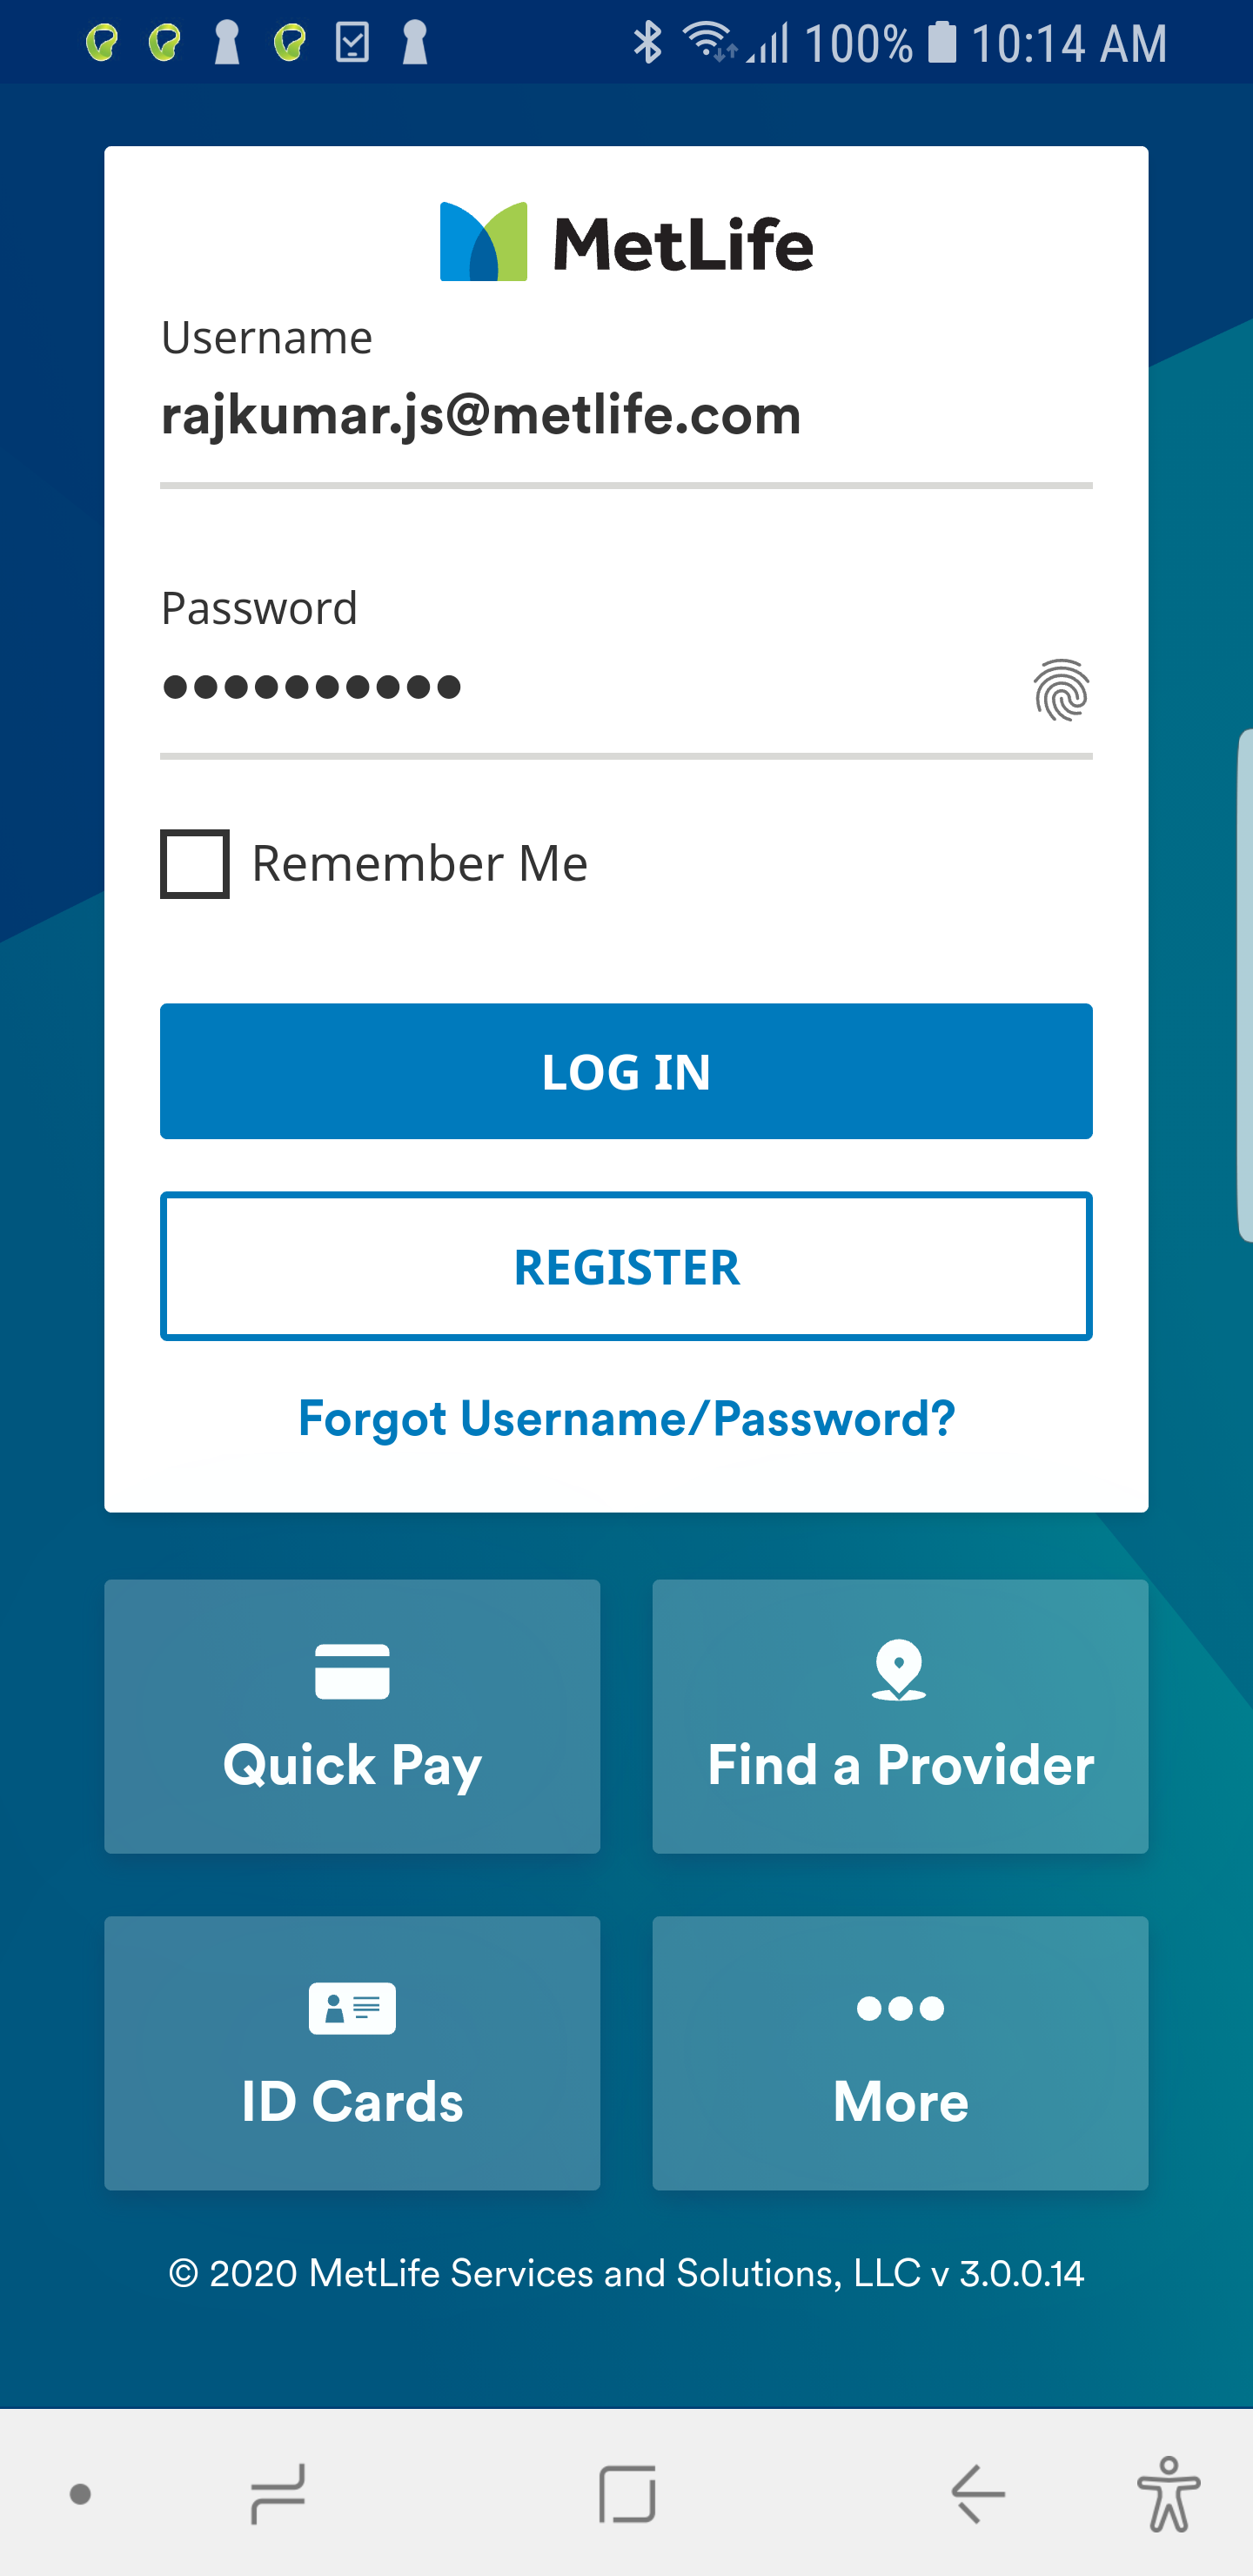 100% 10:14 AM
MetLife
Username
rajkumar.js@metlife.com
Password
Remember Me
LOG IN
REGISTER
Forgot Username/Password?
Quick Pay
Find a Provider
ID Cards
More
© 2020 MetLife Services and Solutions, LLC v 3.0.0.14